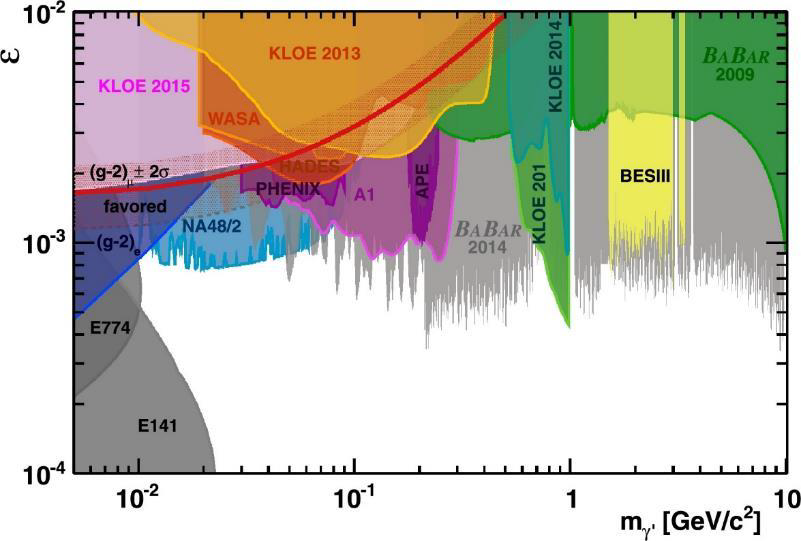 10⁻²
ε
KLOE 2013
KLOE 2014
BABAR
2009
KLOE 2015
WASA
HADES
(g-2)μ ± 2σ
favored
PHENIX
A1
APE
BESIII
KLOE 201
NA48/2
BABAR
2014
10⁻³
(g-2)e
E774
E141
10⁻⁴
10⁻² 10⁻¹ 1 10
mγ' [GeV/c²]